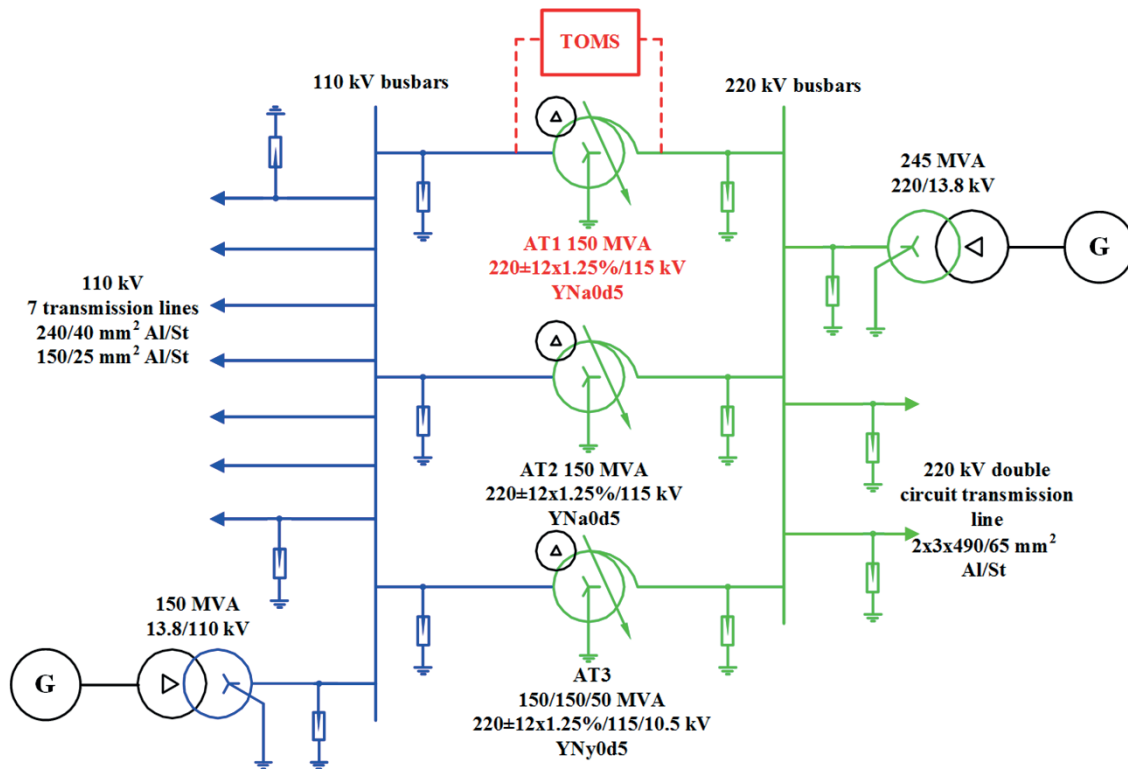 TOMS
110 kV busbars
220 kV busbars
245 MVA
220/13.8 kV
G
AT1 150 MVA
220±12x1.25%/115 kV
YNa0d5
110 kV
7 transmission lines
240/40 mm² Al/St
150/25 mm² Al/St
AT2 150 MVA
220±12x1.25%/115 kV
YNa0d5
220 kV double
circuit transmission
line
2x3x490/65 mm²
Al/St
150 MVA
13.8/110 kV
G
AT3
150/150/50 MVA
220±12x1.25%/115/10.5 kV
YNy0d5